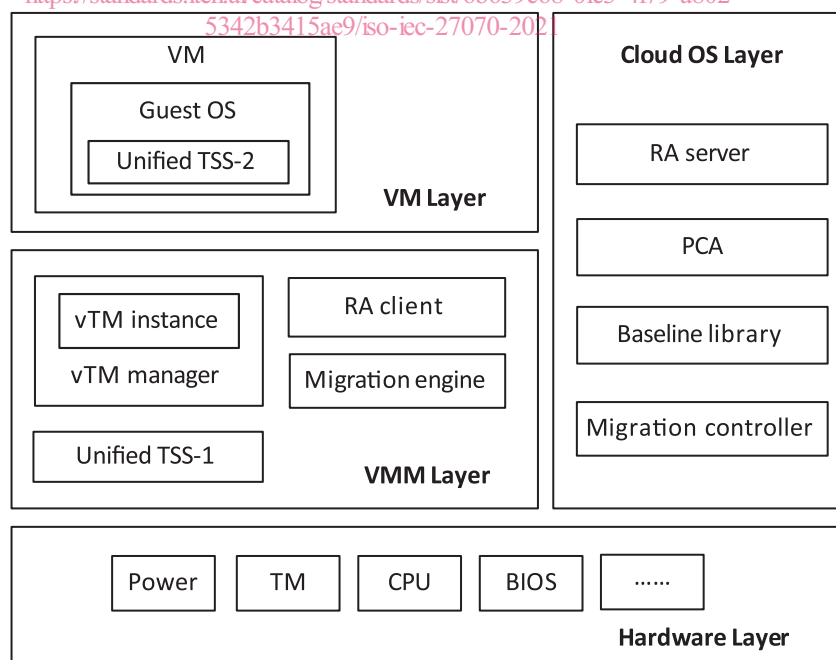 5342b3415ae9/iso-iec-27070-2021
VM
Guest OS
Unified TSS-2
VM Layer
vTM instance
vTM manager
RA client
Migration engine
Unified TSS-1
VMM Layer
Cloud OS Layer
RA server
PCA
Baseline library
Migration controller
Power
TM
CPU
BIOS
......
Hardware Layer